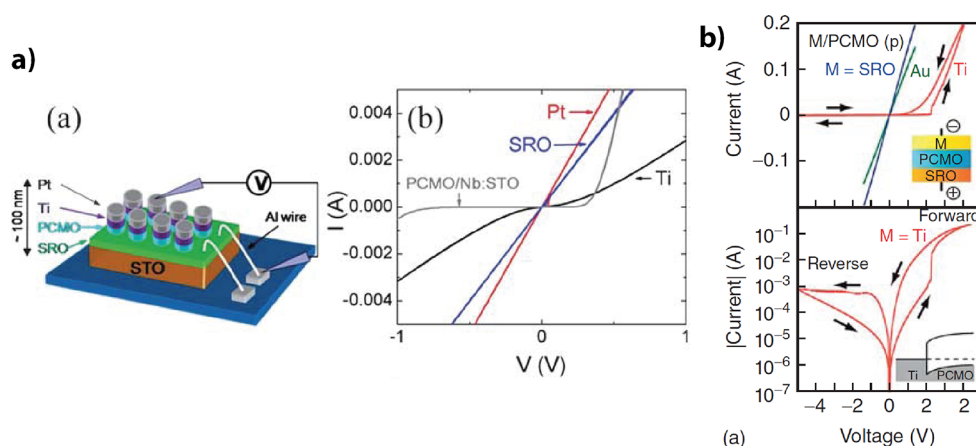 a)
(a)
Pt
Ti
PCMO
SRO
~ 100 nm
STO
V
Al wire
(b)
I (A)
0.004
0.002
0.000
-0.002
-0.004
Pt
SRO
PCMO/Nb:STO
Ti
-1
0
1
V (V)
b)
Current (A)
0.2
0.1
0
−0.1
M/PCMO (p)
M = SRO
Au
Ti
⊖
M
PCMO
SRO
⊕
|Current| (A)
10⁻¹
10⁻²
10⁻³
10⁻⁴
10⁻⁵
10⁻⁶
10⁻⁷
Forward
M = Ti
Reverse
Ti
PCMO
−4
−2
0
2
4
Voltage (V)
(a)